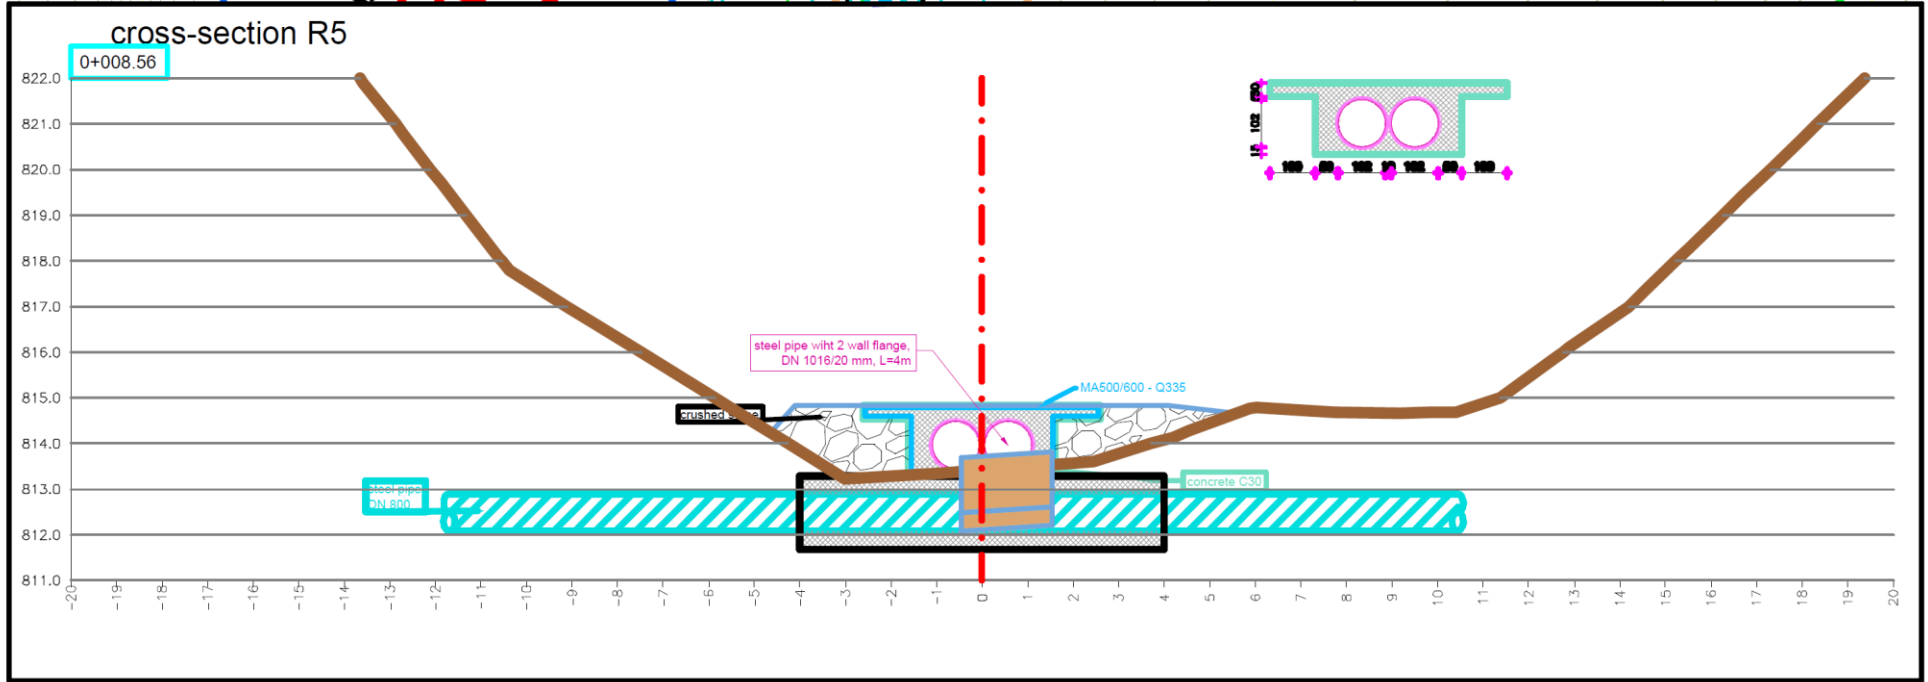 cross-section R5
0+008.56
822.0
821.0
820.0
819.0
818.0
817.0
816.0
815.0
814.0
813.0
812.0
811.0
102
steel pipe wiht 2 wall flange,
DN 1016/20 mm, L=4m
MA500/600 - Q335
crushed
concrete C30
steel pipe
DN 800
-20 -19 -18 -17 -16 -15 -14 -13 -12 -11 -10 -9 -8 -7 -6 -5 -4 -3 -2 -1 0 1 2 3 4 5 6 7 8 9 10 11 12 13 14 15 16 17 18 19 20